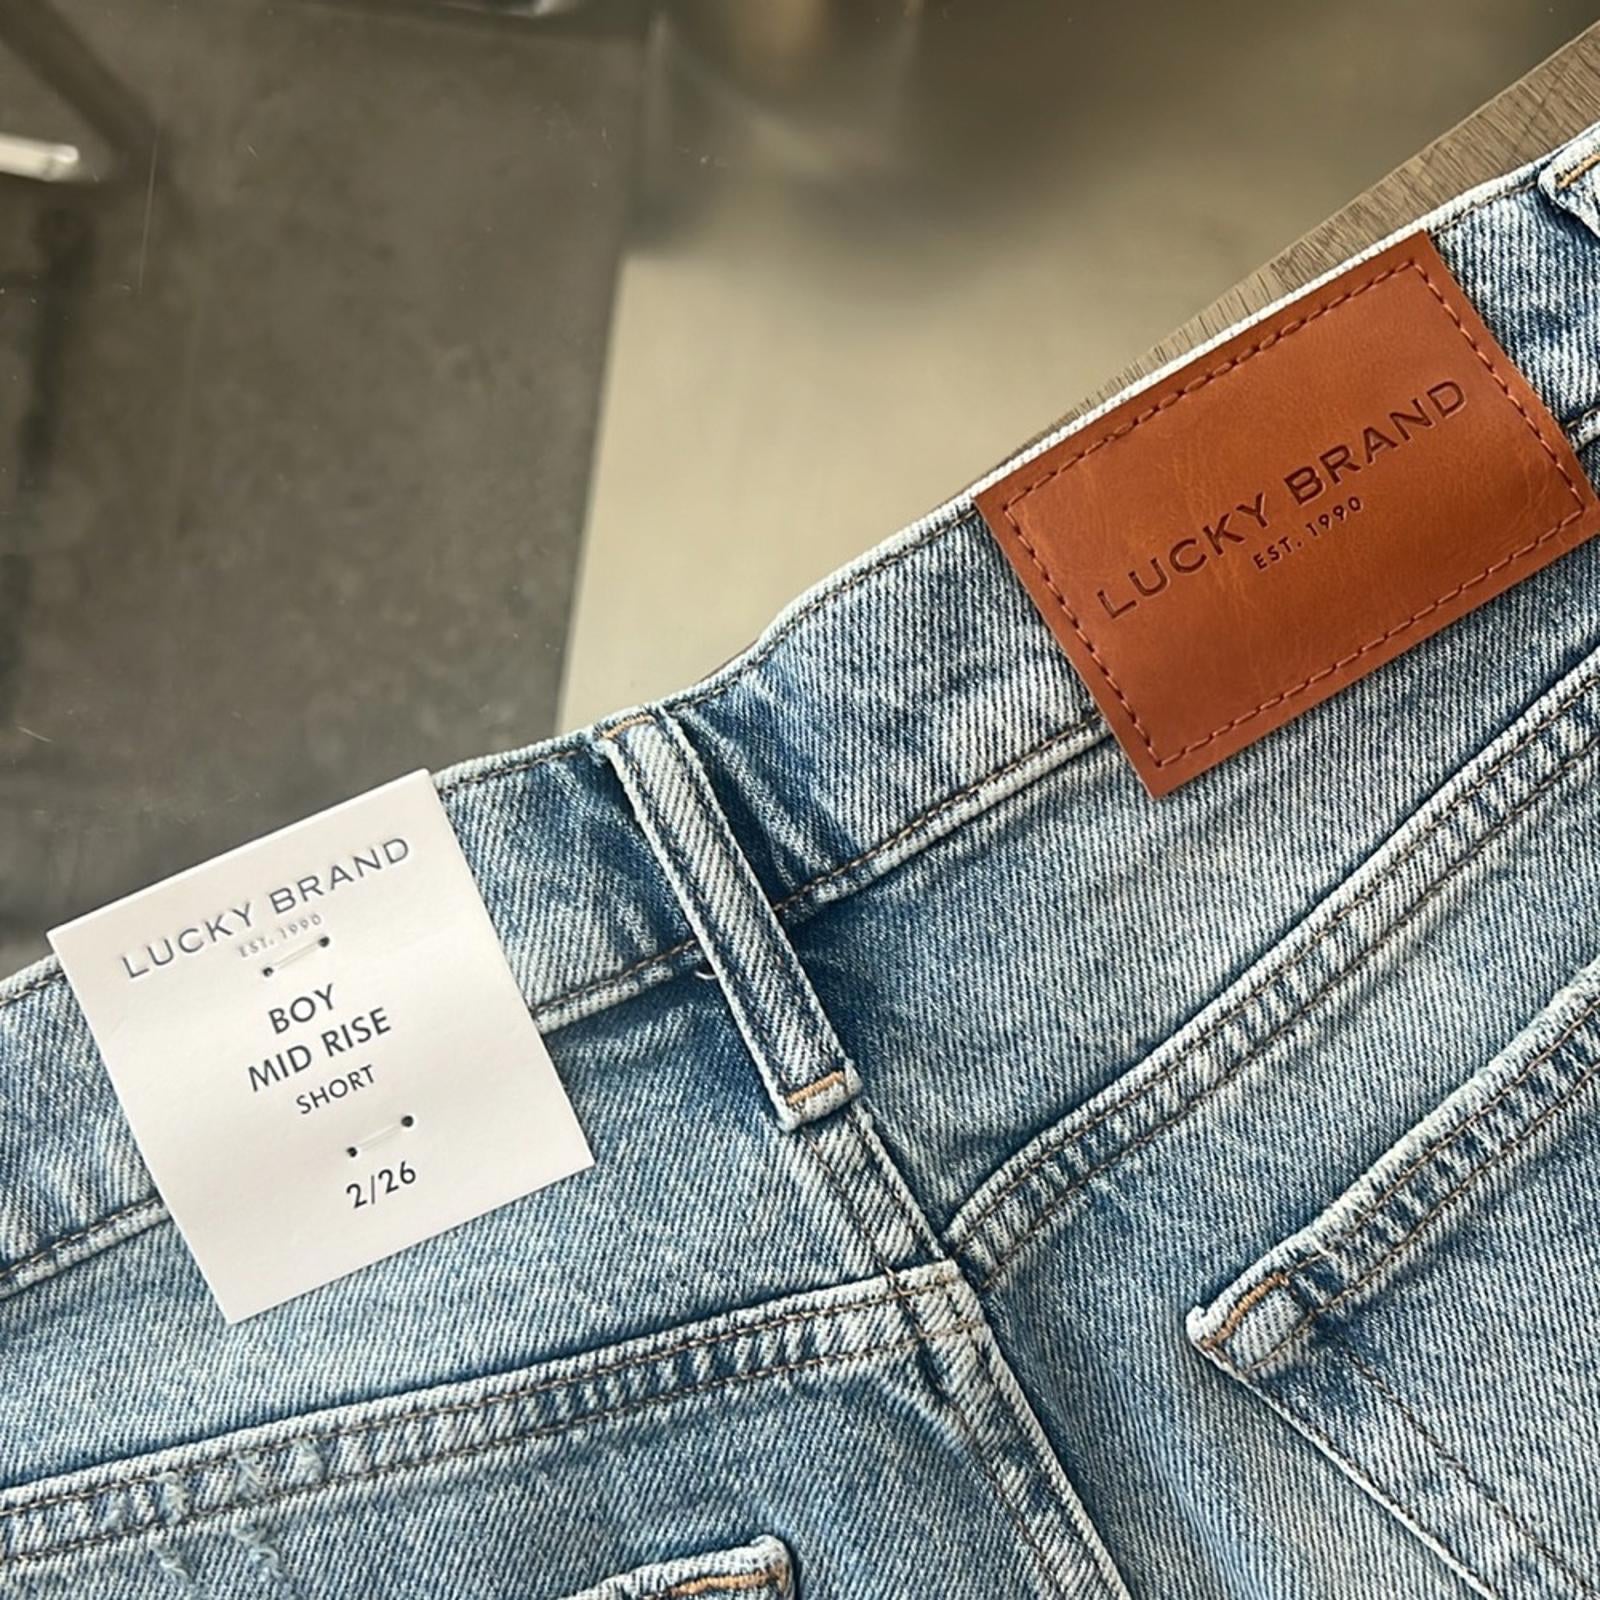 LUCKY BRAND
EST. 1990
LUCKY BRAND
EST. 1990
BOY
MID RISE
SHORT
2/26